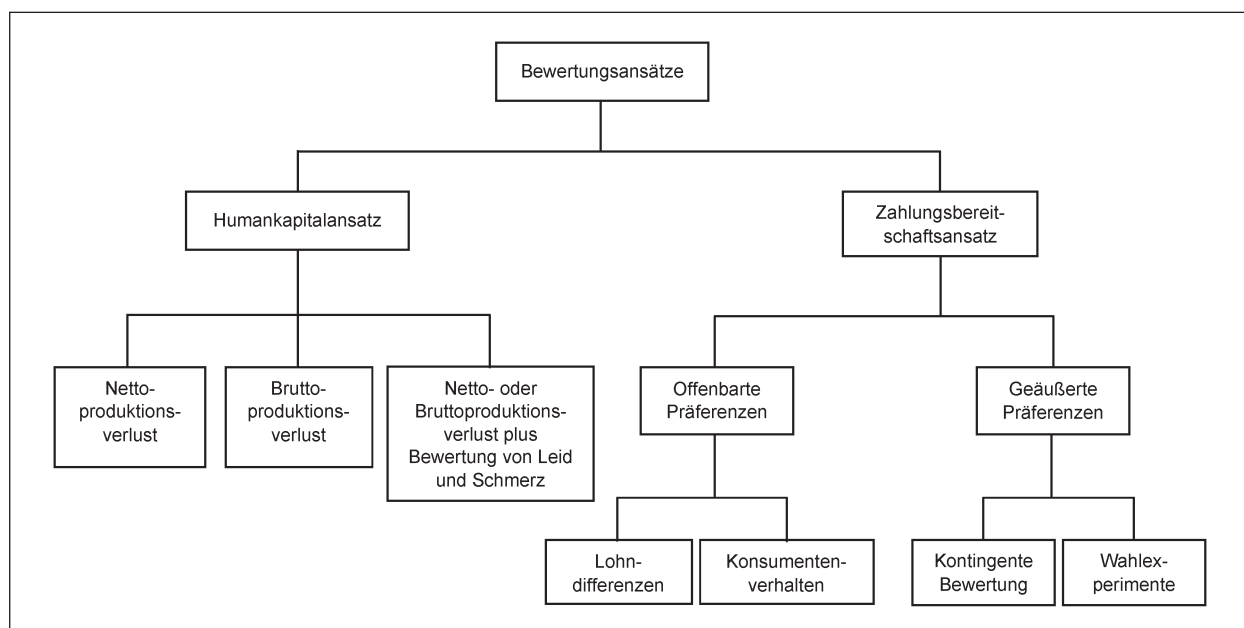 Bewertungsansätze
Humankapitalansatz
Zahlungsbereit-
schaftsansatz
Netto-
produktions-
verlust
Brutto-
produktions-
verlust
Netto- oder
Bruttoproduktions-
verlust plus
Bewertung von Leid
und Schmerz
Offenbarte
Präferenzen
Geäußerte
Präferenzen
Lohn-
differenzen
Konsumenten-
verhalten
Kontingente
Bewertung
Wahlex-
perimente